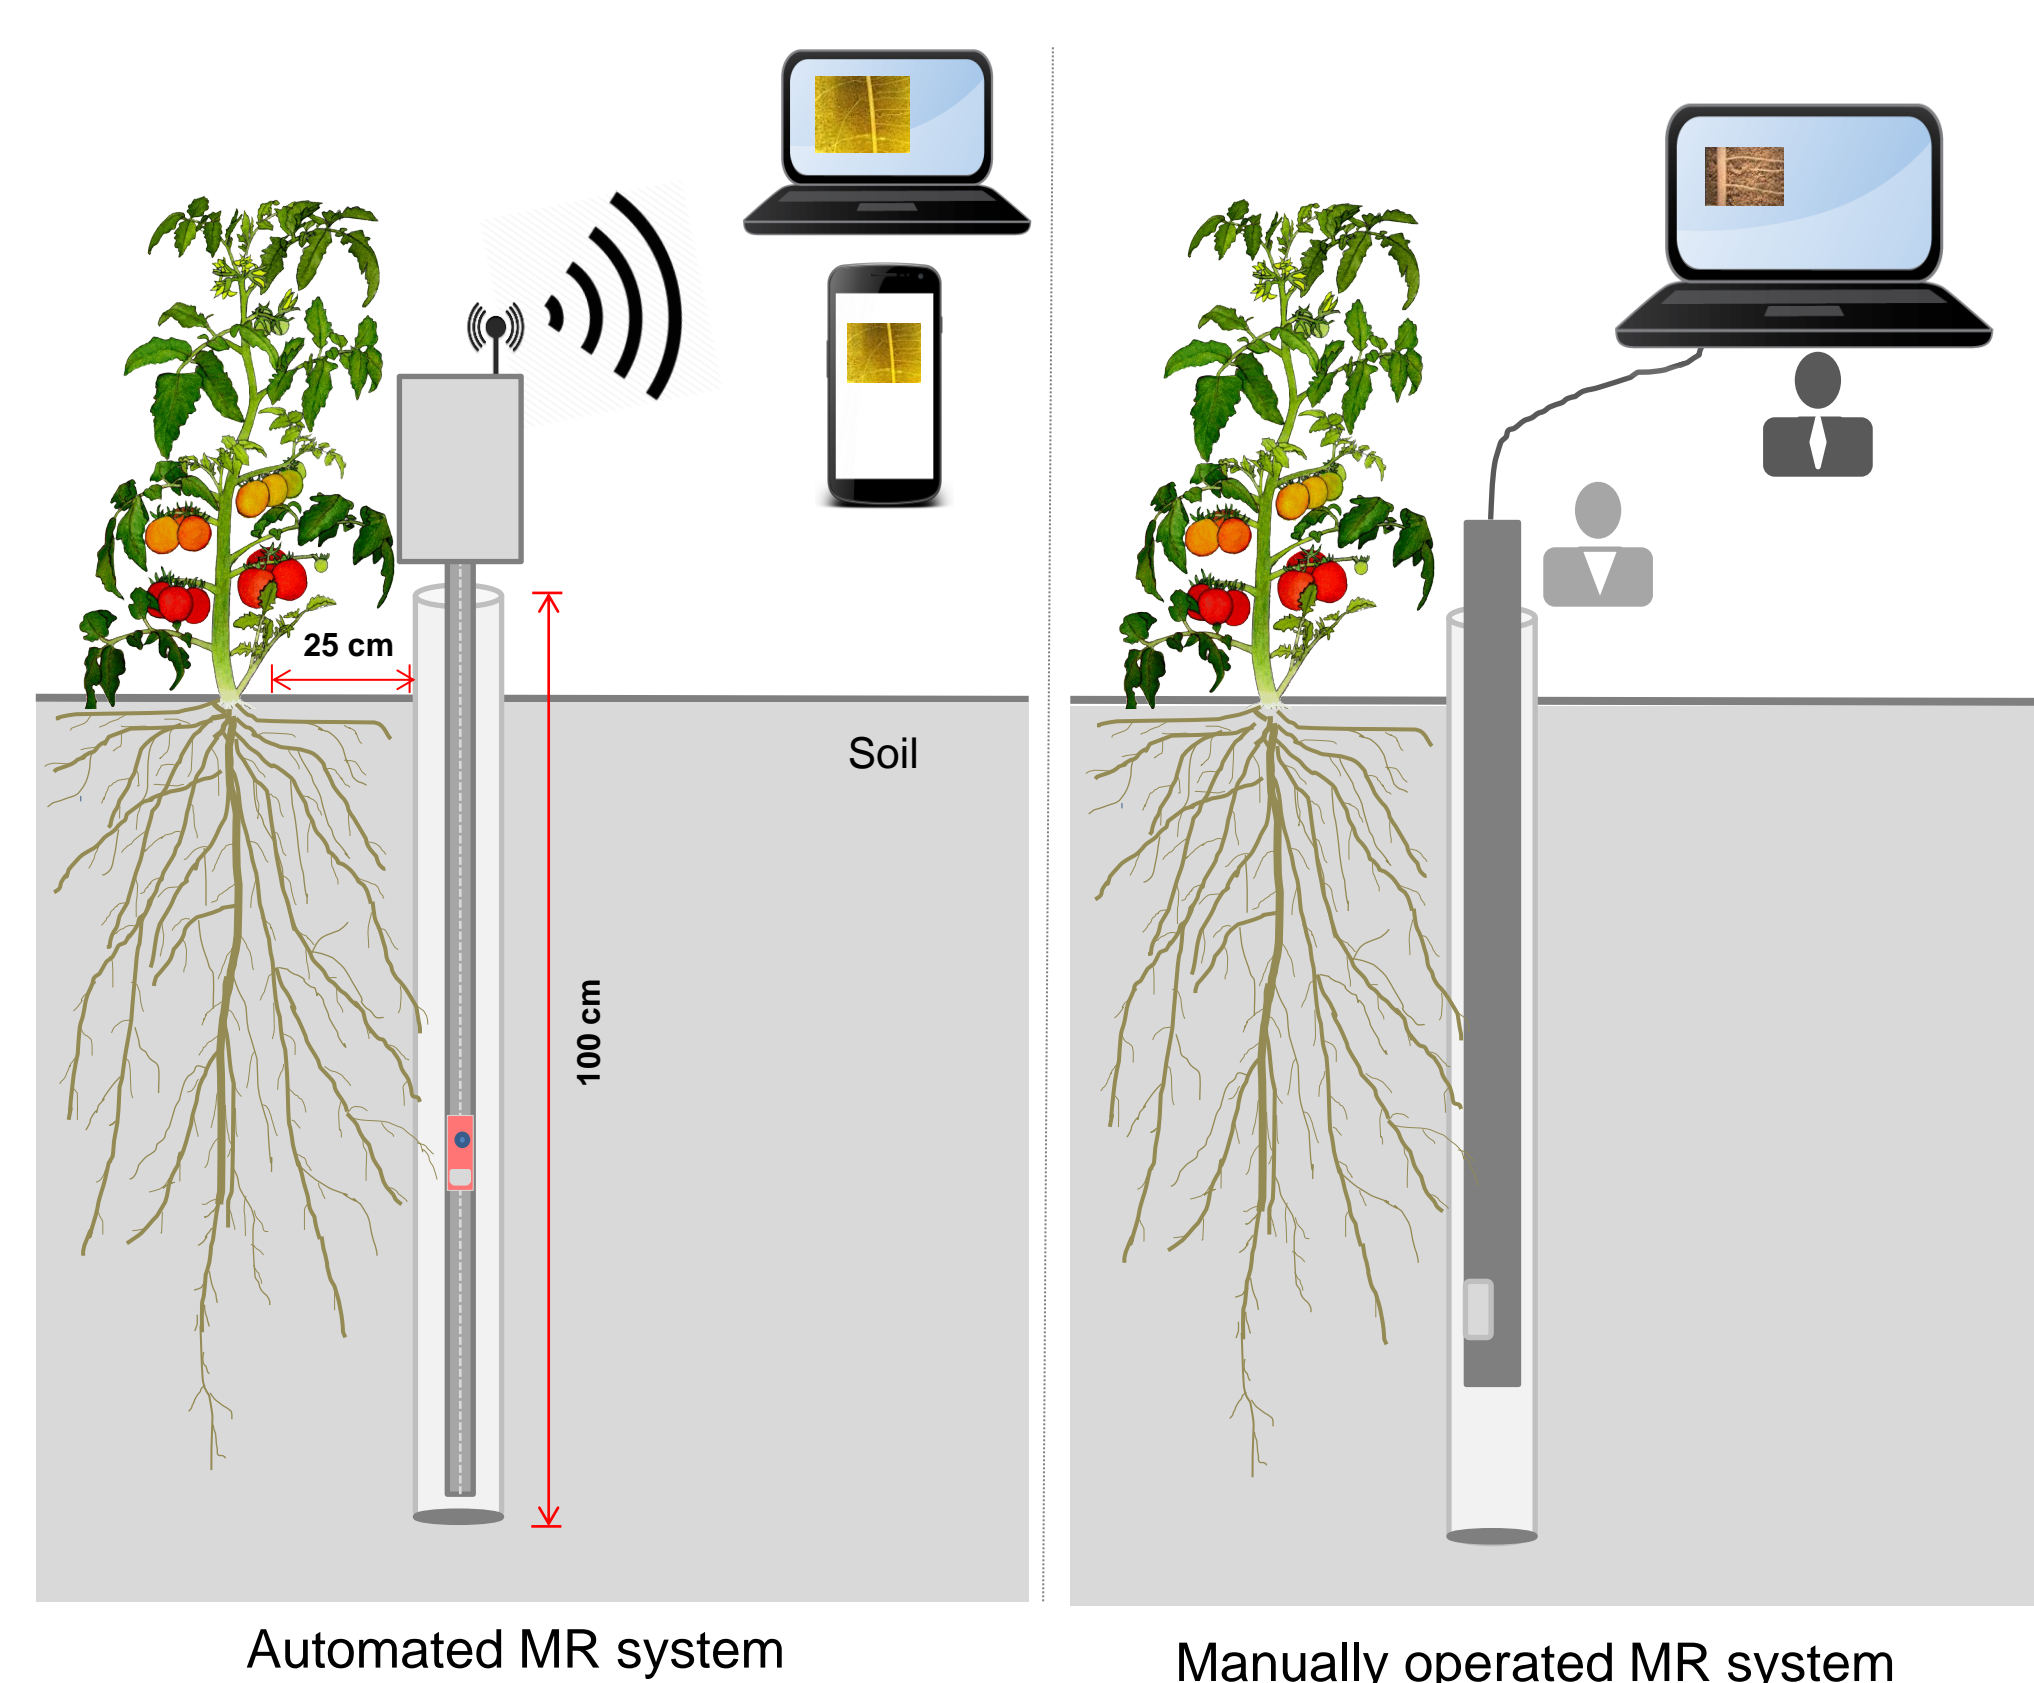 25 cm
Soil
100 cm
Automated MR system
Manually operated MR system